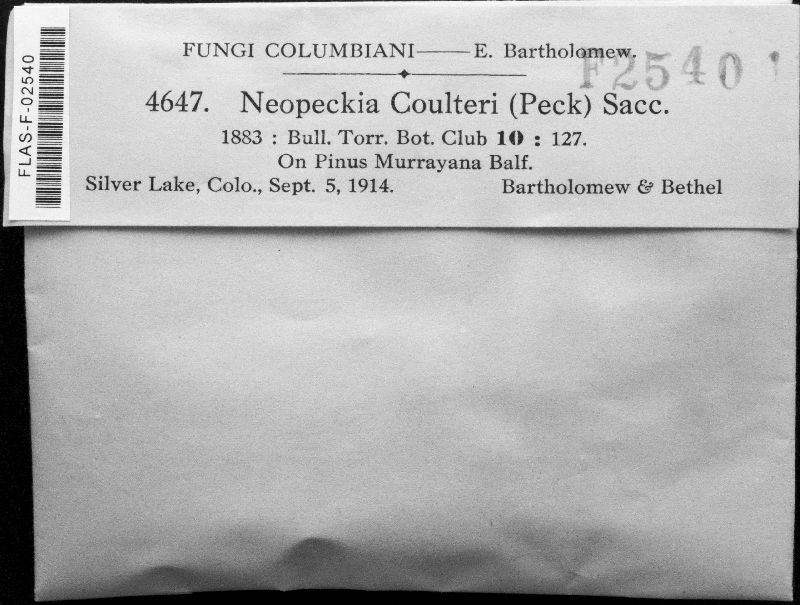 FUNGI COLUMBIANI——E. Bartholomew.
F2540
4647. Neopeckia Coulteri (Peck) Sacc.
1883 : Bull. Torr. Bot. Club 10 : 127.
On Pinus Murrayana Balf.
Silver Lake, Colo., Sept. 5, 1914. Bartholomew & Bethel
FLAS-F-02540